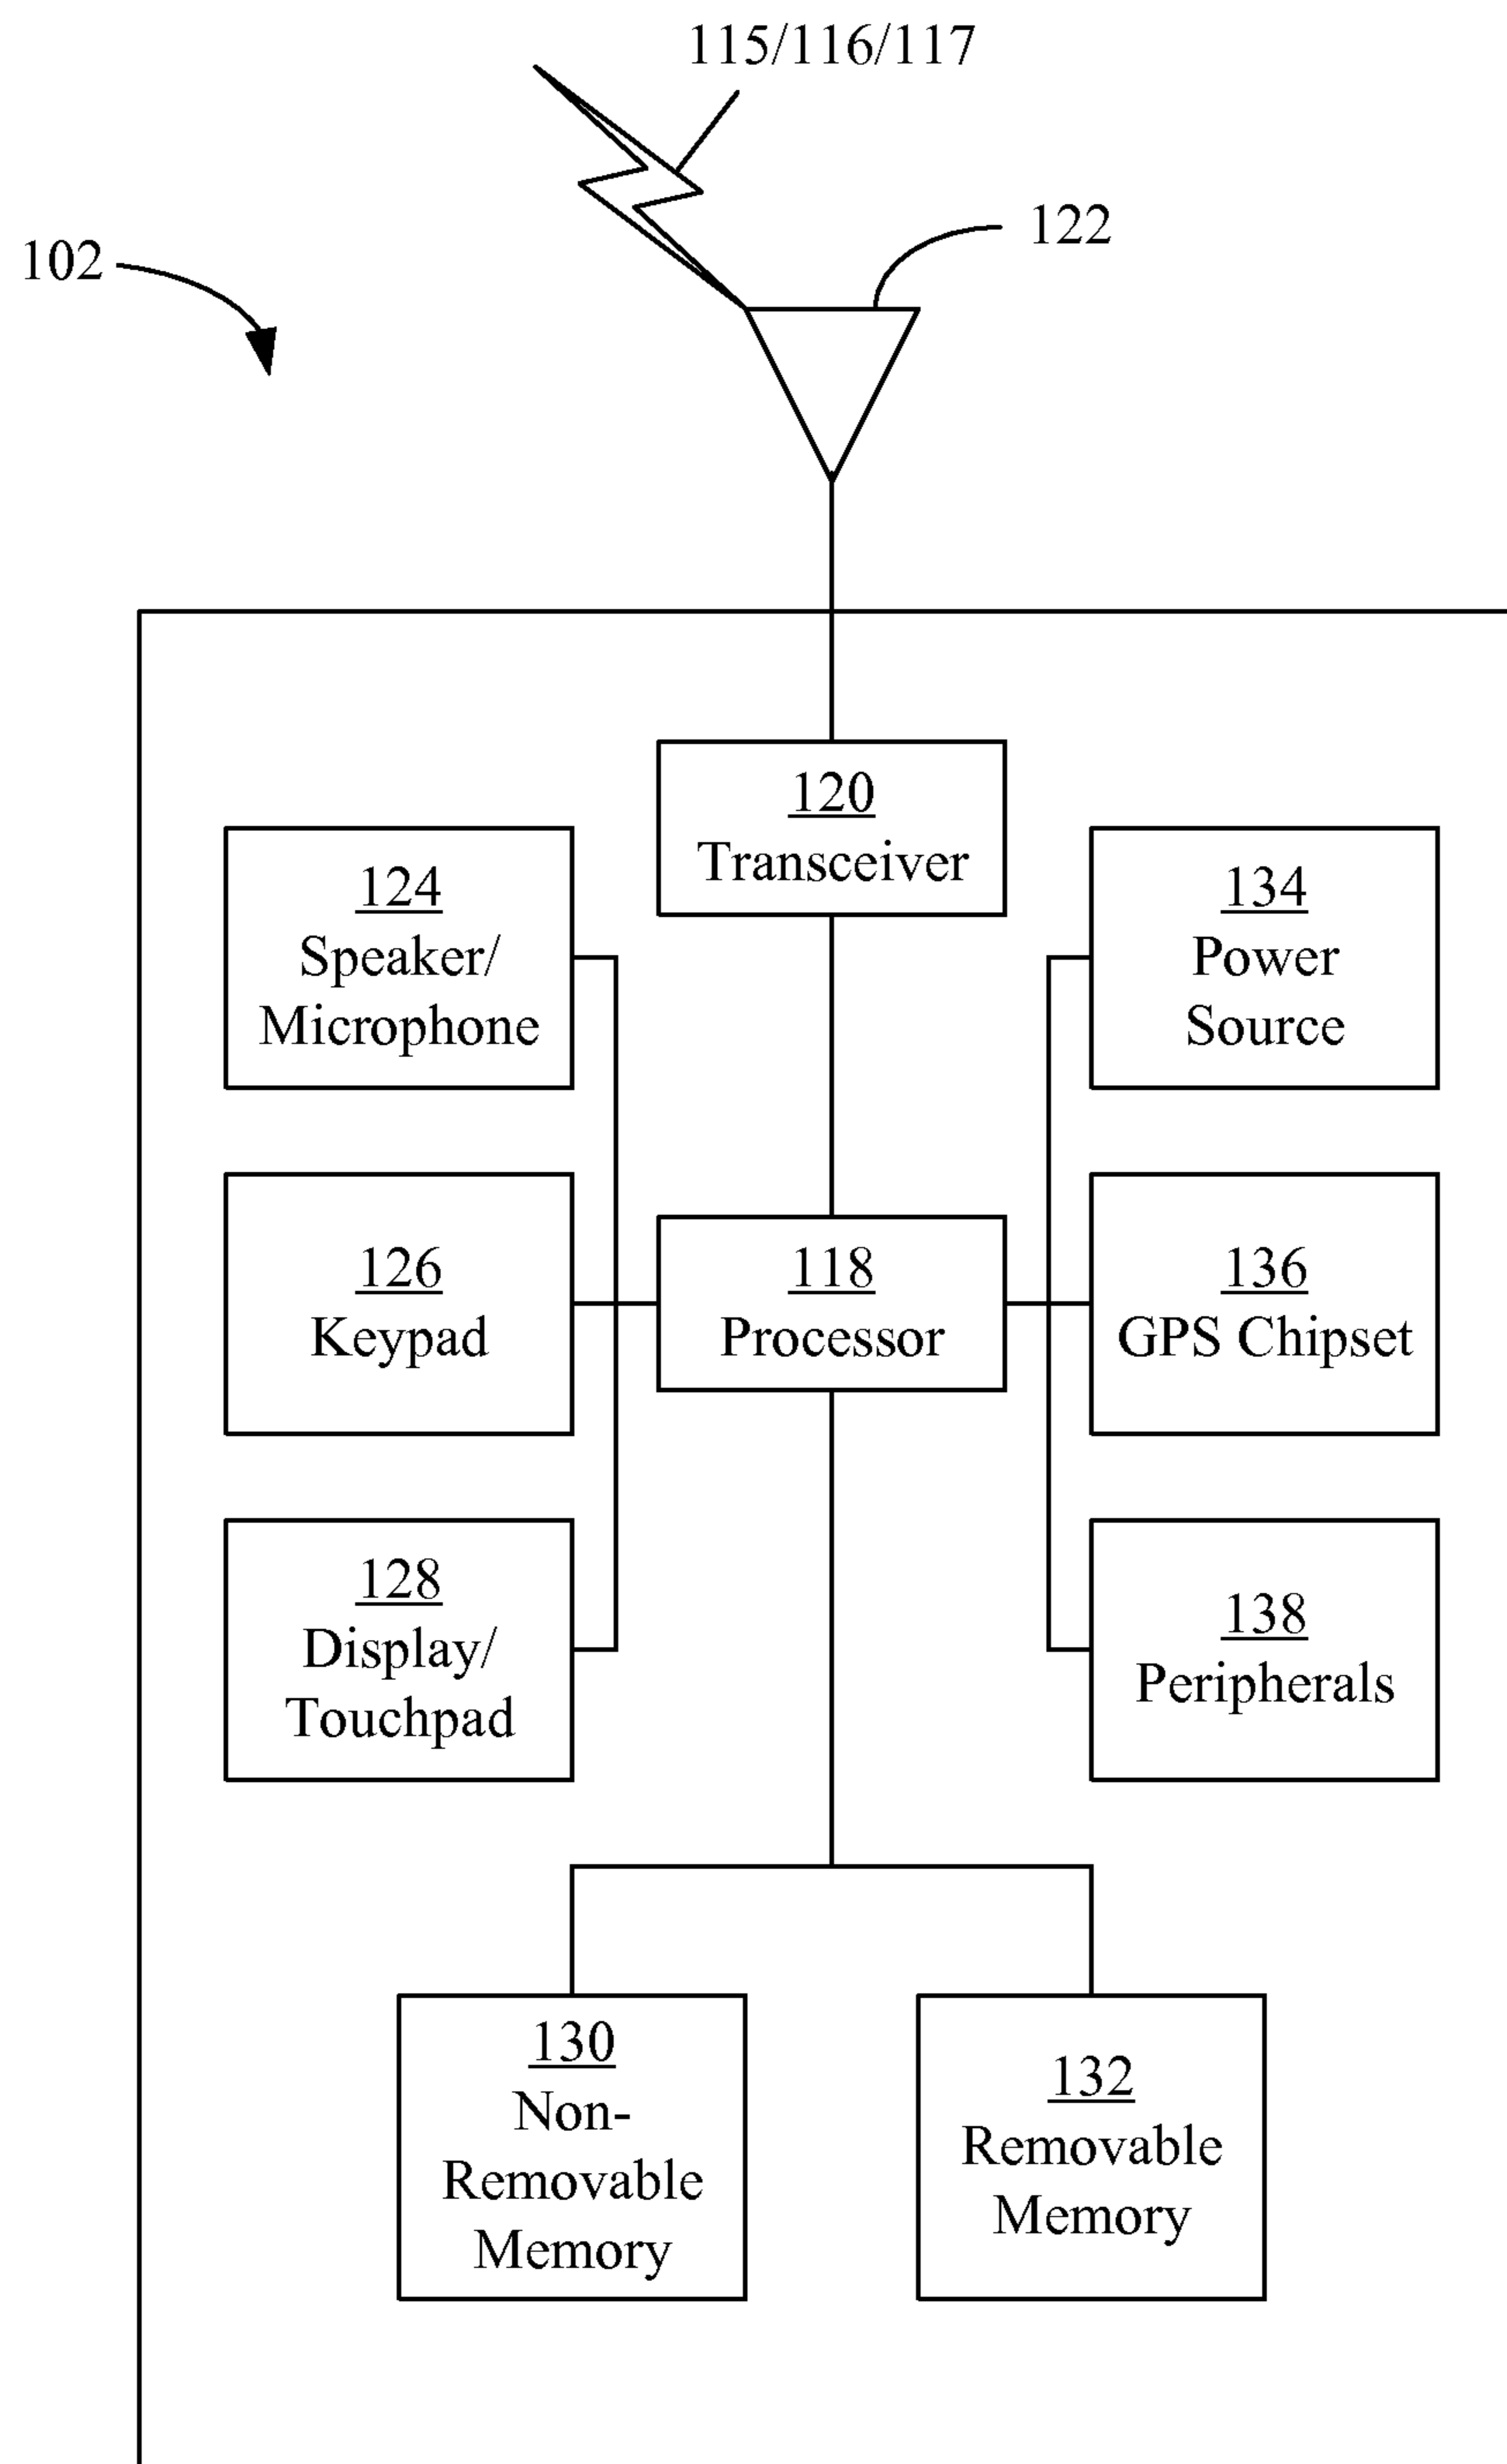 115/116/117
122
102
120
Transceiver
124
Speaker/
Microphone
134
Power
Source
126
Keypad
118
Processor
136
GPS Chipset
128
Display/
Touchpad
138
Peripherals
130
Non-
Removable
Memory
132
Removable
Memory